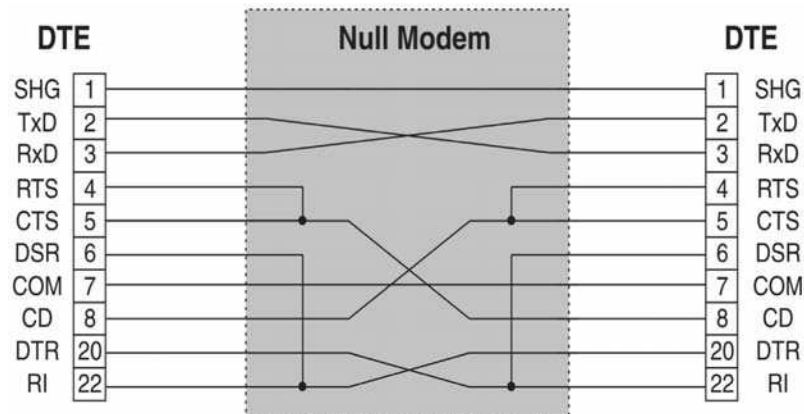 DTE Null Modem DTE
SHG 1 1 SHG
TxD 2 2 TxD
RxD 3 3 RxD
RTS 4 4 RTS
CTS 5 5 CTS
DSR 6 6 DSR
COM 7 7 COM
CD 8 8 CD
DTR 20 20 DTR
RI 22 22 RI